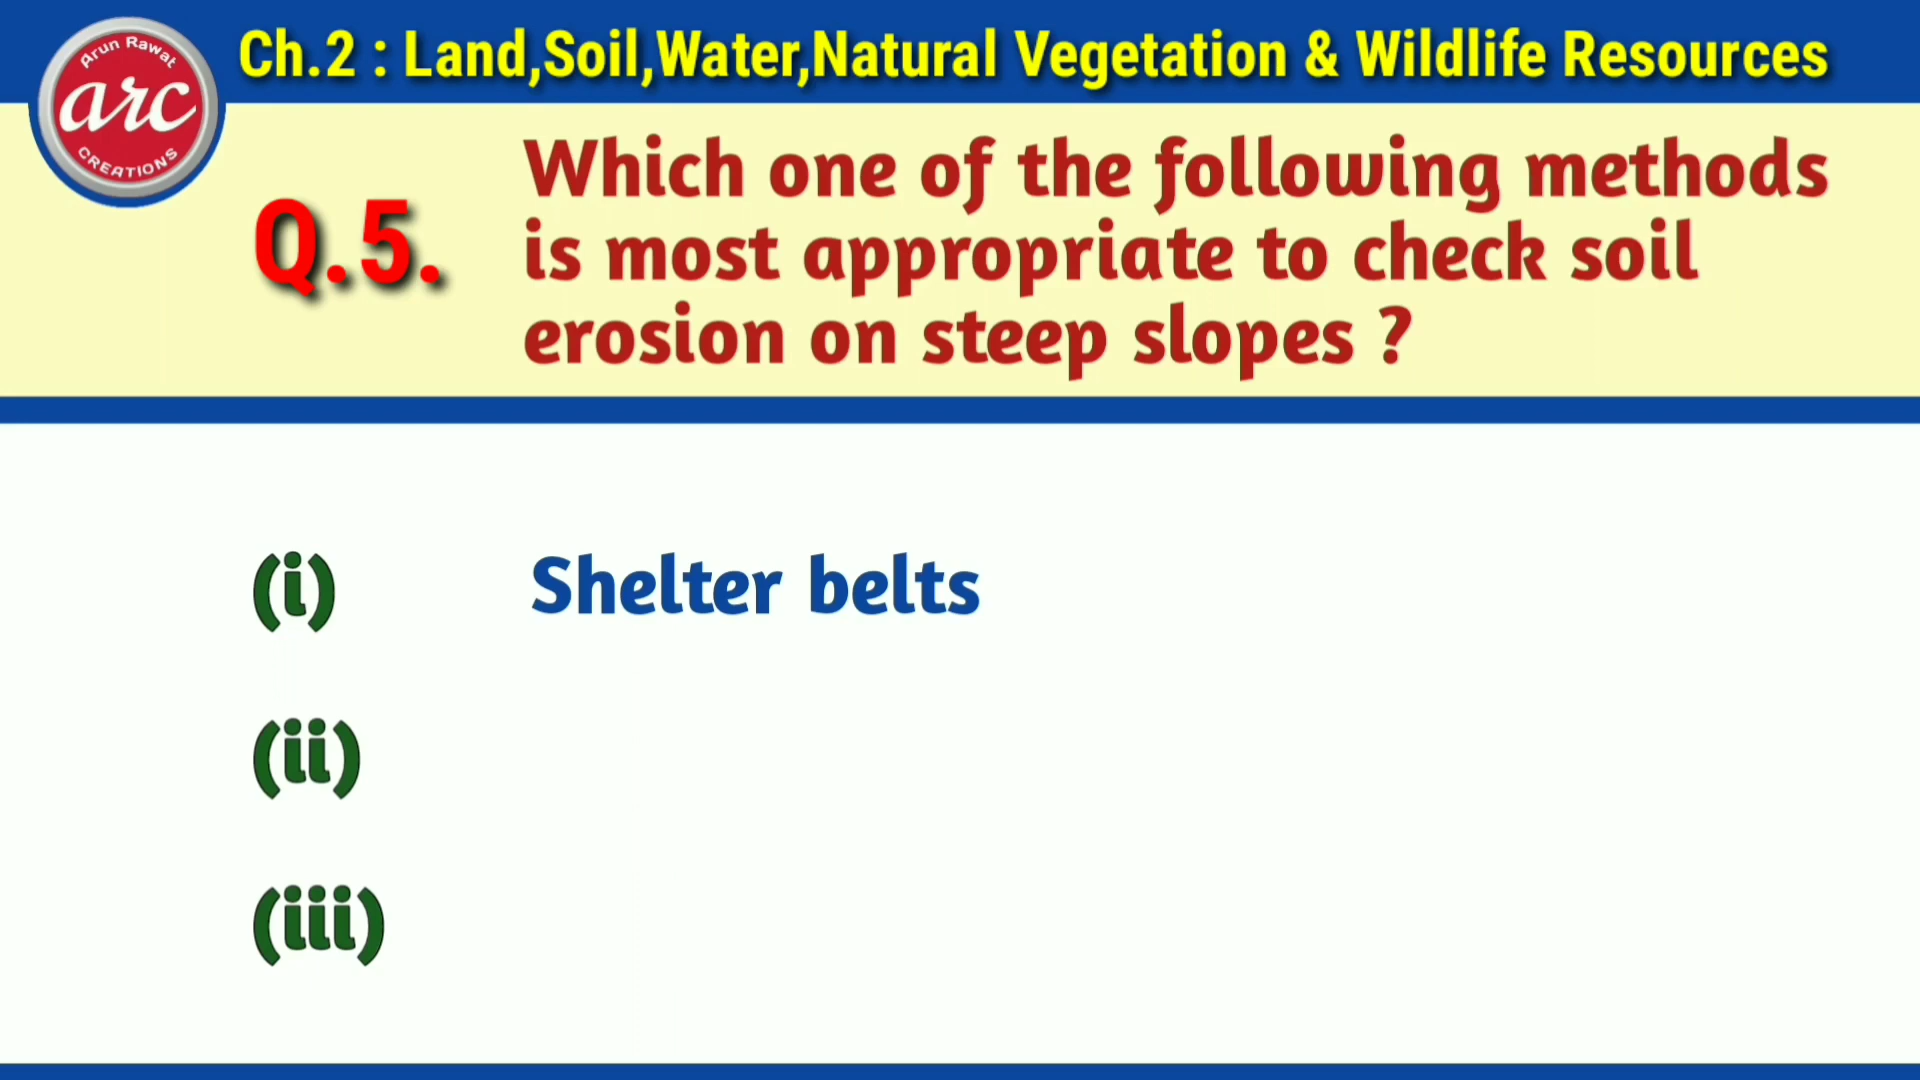 Arun Rawat
arc
CREATIONS
Ch.2 : Land,Soil,Water,Natural Vegetation & Wildlife Resources
Q.5.
Which one of the following methods
is most appropriate to check soil
erosion on steep slopes ?
(i) Shelter belts
(ii)
(iii)